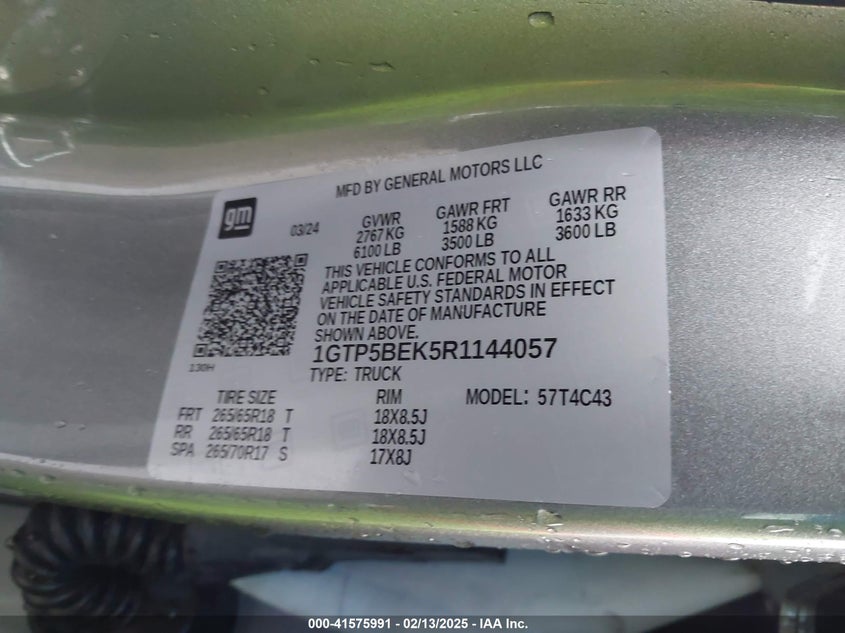 MFD BY GENERAL MOTORS LLC
gm
03/24
GVWR
2767 KG
6100 LB
GAWR FRT
1588 KG
3500 LB
GAWR RR
1633 KG
3600 LB
THIS VEHICLE CONFORMS TO ALL
APPLICABLE U.S. FEDERAL MOTOR
VEHICLE SAFETY STANDARDS IN EFFECT
ON THE DATE OF MANUFACTURE
SHOWN ABOVE.
130H
1GTP5BEK5R1144057
TYPE: TRUCK
TIRE SIZE RIM MODEL: 57T4C43
FRT 265/65R18 T 18X8.5J
RR 265/65R18 T 18X8.5J
SPA 265/70R17 S 17X8J
000-41575991 - 02/13/2025 - IAA Inc.